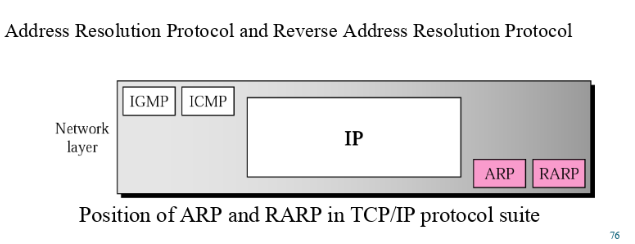 Address Resolution Protocol and Reverse Address Resolution Protocol
IGMP ICMP
Network
layer
IP
ARP RARP
Position of ARP and RARP in TCP/IP protocol suite
76